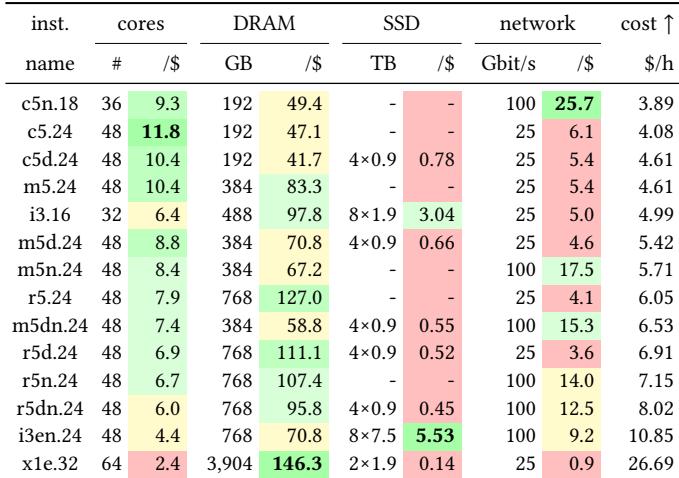 inst. cores DRAM SSD network cost ↑
name # /$ GB /$ TB /$ Gbit/s /$ $/h
c5n.18 36 9.3 192 49.4 - - 100 25.7 3.89
c5.24 48 11.8 192 47.1 - - 25 6.1 4.08
c5d.24 48 10.4 192 41.7 4×0.9 0.78 25 5.4 4.61
m5.24 48 10.4 384 83.3 - - 25 5.4 4.61
i3.16 32 6.4 488 97.8 8×1.9 3.04 25 5.0 4.99
m5d.24 48 8.8 384 70.8 4×0.9 0.66 25 4.6 5.42
m5n.24 48 8.4 384 67.2 - - 100 17.5 5.71
r5.24 48 7.9 768 127.0 - - 25 4.1 6.05
m5dn.24 48 7.4 384 58.8 4×0.9 0.55 100 15.3 6.53
r5d.24 48 6.9 768 111.1 4×0.9 0.52 25 3.6 6.91
r5n.24 48 6.7 768 107.4 - - 100 14.0 7.15
r5dn.24 48 6.0 768 95.8 4×0.9 0.45 100 12.5 8.02
i3en.24 48 4.4 768 70.8 8×7.5 5.53 100 9.2 10.85
x1e.32 64 2.4 3,904 146.3 2×1.9 0.14 25 0.9 26.69